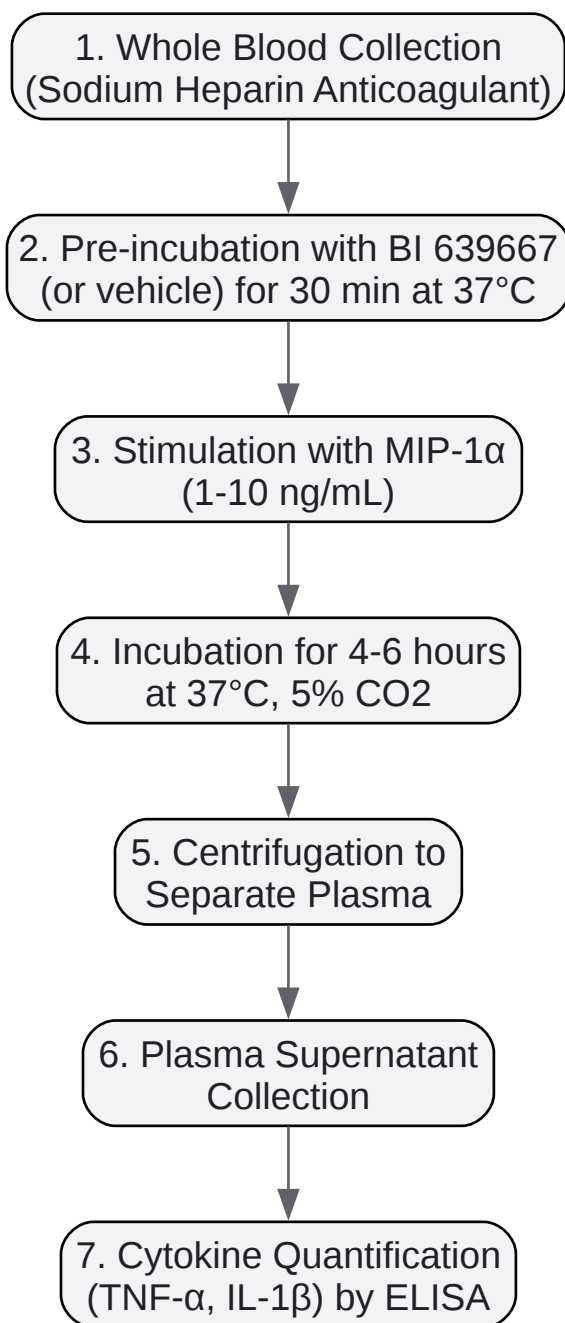 1. Whole Blood Collection
(Sodium Heparin Anticoagulant)
2. Pre-incubation with BI 639667
(or vehicle) for 30 min at 37°C
3. Stimulation with MIP-1α
(1-10 ng/mL)
4. Incubation for 4-6 hours
at 37°C, 5% CO2
5. Centrifugation to
Separate Plasma
6. Plasma Supernatant
Collection
7. Cytokine Quantification
(TNF-α, IL-1β) by ELISA